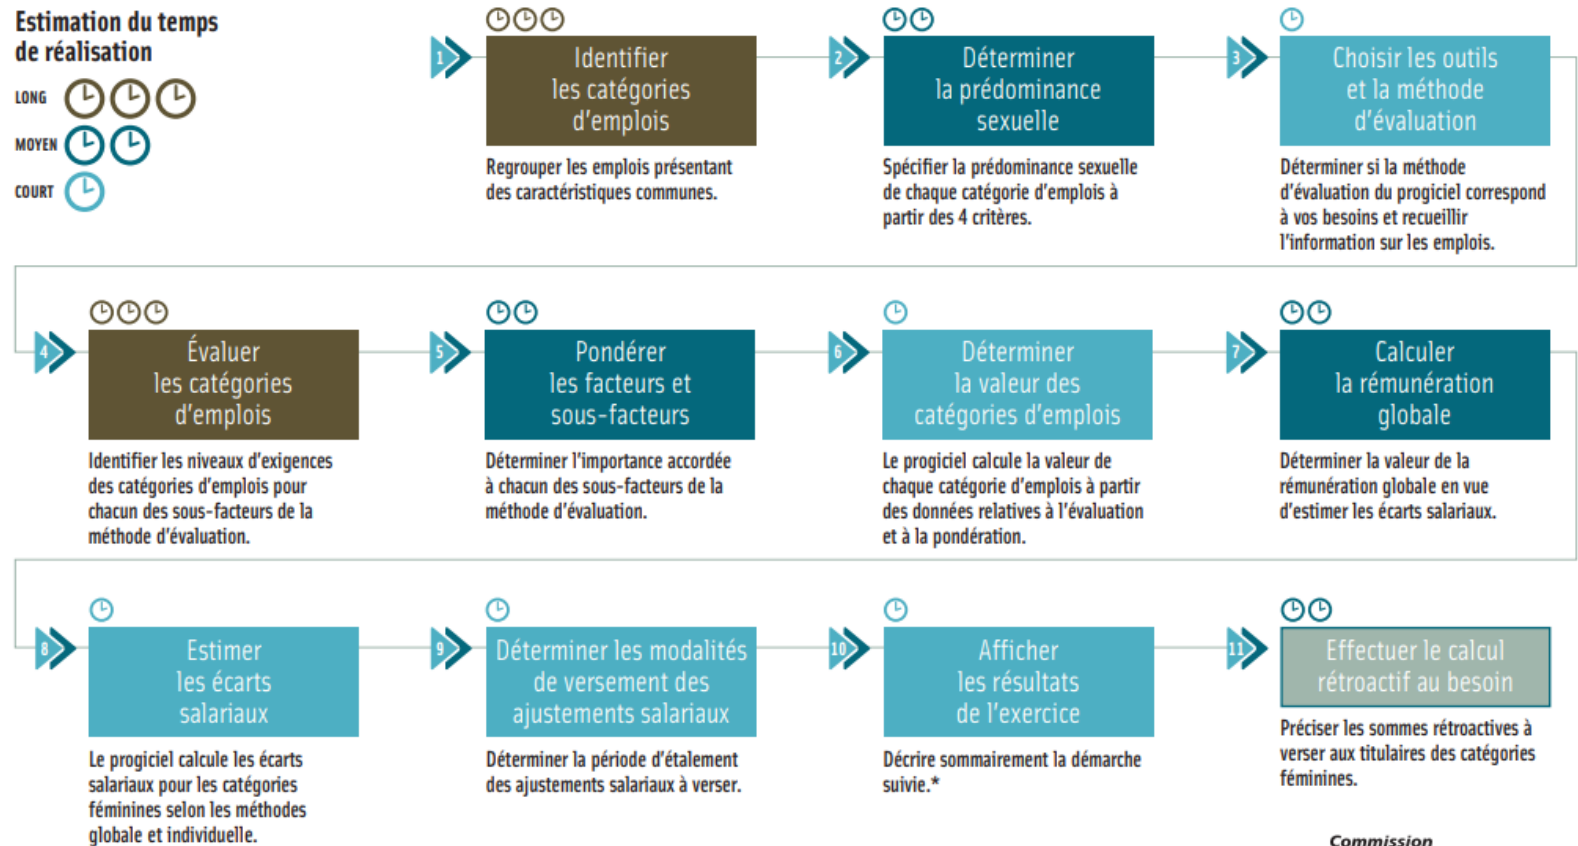 Estimation du temps
de réalisation
LONG
MOYEN
COURT
1
Identifier
les catégories
d'emplois
Regrouper les emplois présentant
des caractéristiques communes.
2
Déterminer
la prédominance
sexuelle
Spécifier la prédominance sexuelle
de chaque catégorie d'emplois à
partir des 4 critères.
3
Choisir les outils
et la méthode
d'évaluation
Déterminer si la méthode
d'évaluation du progiciel correspond
à vos besoins et recueillir
l'information sur les emplois.
4
Évaluer
les catégories
d'emplois
Identifier les niveaux d'exigences
des catégories d'emplois pour
chacun des sous-facteurs de la
méthode d'évaluation.
5
Pondérer
les facteurs et
sous-facteurs
Déterminer l'importance accordée
à chacun des sous-facteurs de la
méthode d'évaluation.
6
Déterminer
la valeur des
catégories d'emplois
Le progiciel calcule la valeur de
chaque catégorie d'emplois à partir
des données relatives à l'évaluation
et à la pondération.
7
Calculer
la rémunération
globale
Déterminer la valeur de la
rémunération globale en vue
d'estimer les écarts salariaux.
8
Estimer
les écarts
salariaux
Le progiciel calcule les écarts
salariaux pour les catégories
féminines selon les méthodes
globale et individuelle.
9
Déterminer les modalités
de versement des
ajustements salariaux
Déterminer la période d'étalement
des ajustements salariaux à verser.
10
Afficher
les résultats
de l'exercice
Décrire sommairement la démarche
suivie.*
11
Effectuer le calcul
rétroactif au besoin
Préciser les sommes rétroactives à
verser aux titulaires des catégories
féminines.
Commission